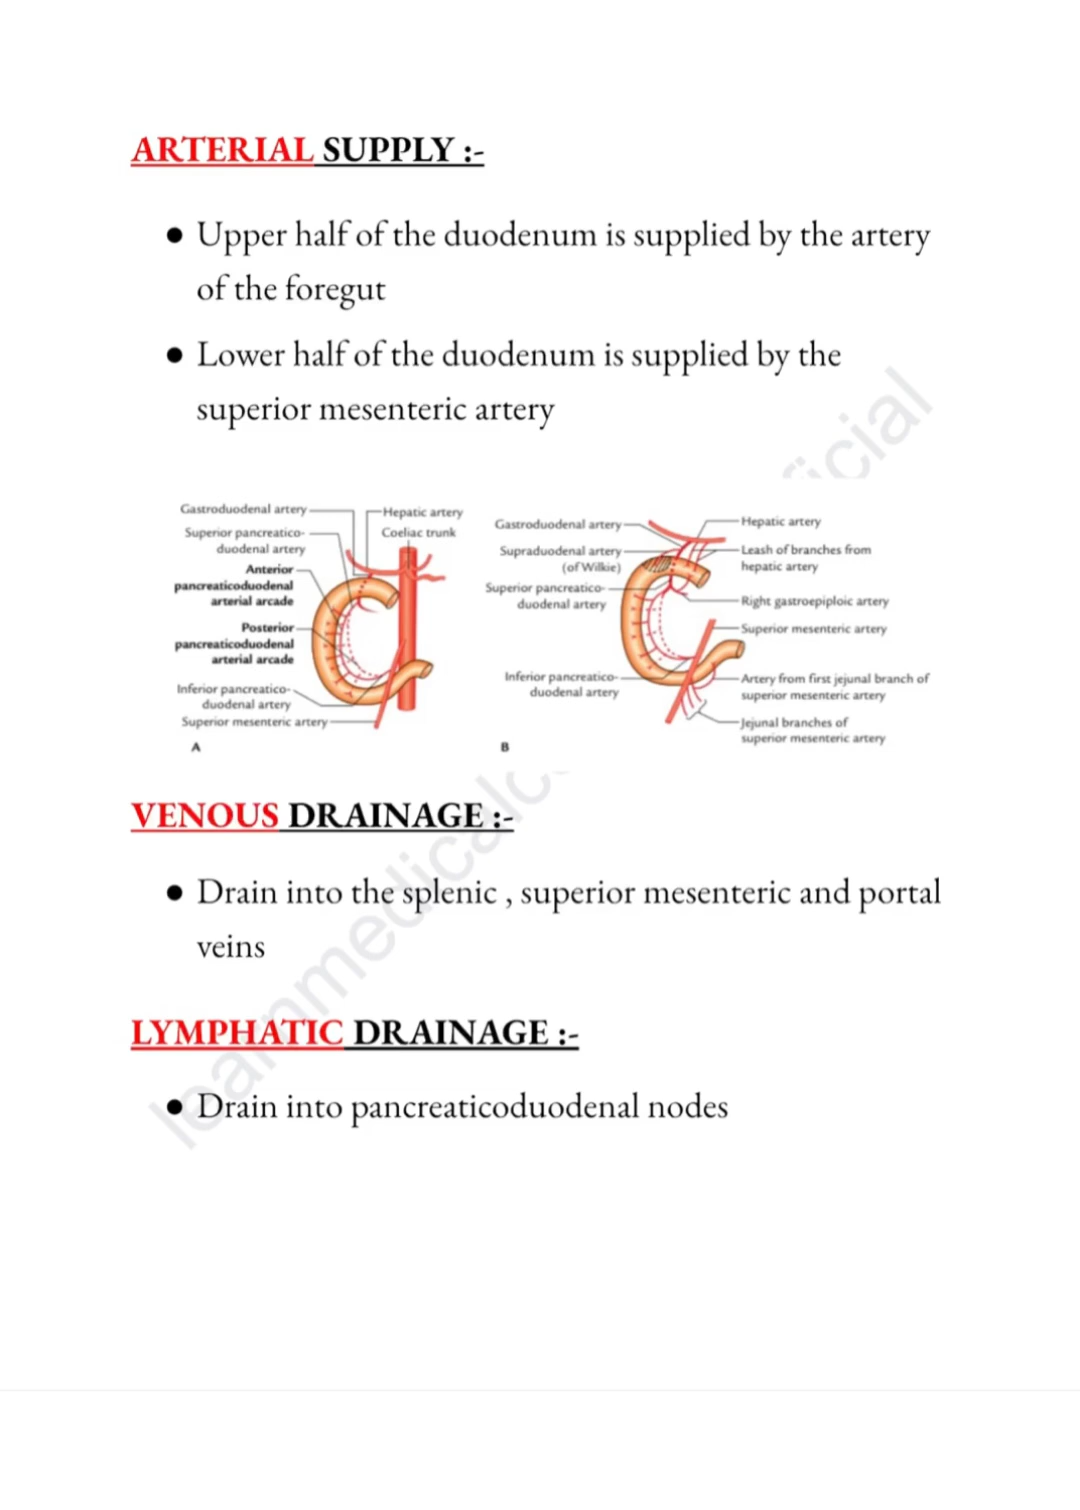 ARTERIAL SUPPLY :-
● Upper half of the duodenum is supplied by the artery
of the foregut
● Lower half of the duodenum is supplied by the
superior mesenteric artery
Gastroduodenal artery
Superior pancreatico-
duodenal artery
Anterior
pancreaticoduodenal
arterial arcade
Posterior
pancreaticoduodenal
arterial arcade
Inferior pancreatico-
duodenal artery
Superior mesenteric artery
A
Hepatic artery
Coeliac trunk
Gastroduodenal artery
Supraduodenal artery
(of Wilkie)
Superior pancreatico-
duodenal artery
Inferior pancreatico-
duodenal artery
B
Hepatic artery
Leash of branches from
hepatic artery
Right gastroepiploic artery
Superior mesenteric artery
Artery from first jejunal branch of
superior mesenteric artery
Jejunal branches of
superior mesenteric artery
VENOUS DRAINAGE :-
● Drain into the splenic , superior mesenteric and portal
veins
LYMPHATIC DRAINAGE :-
● Drain into pancreaticoduodenal nodes